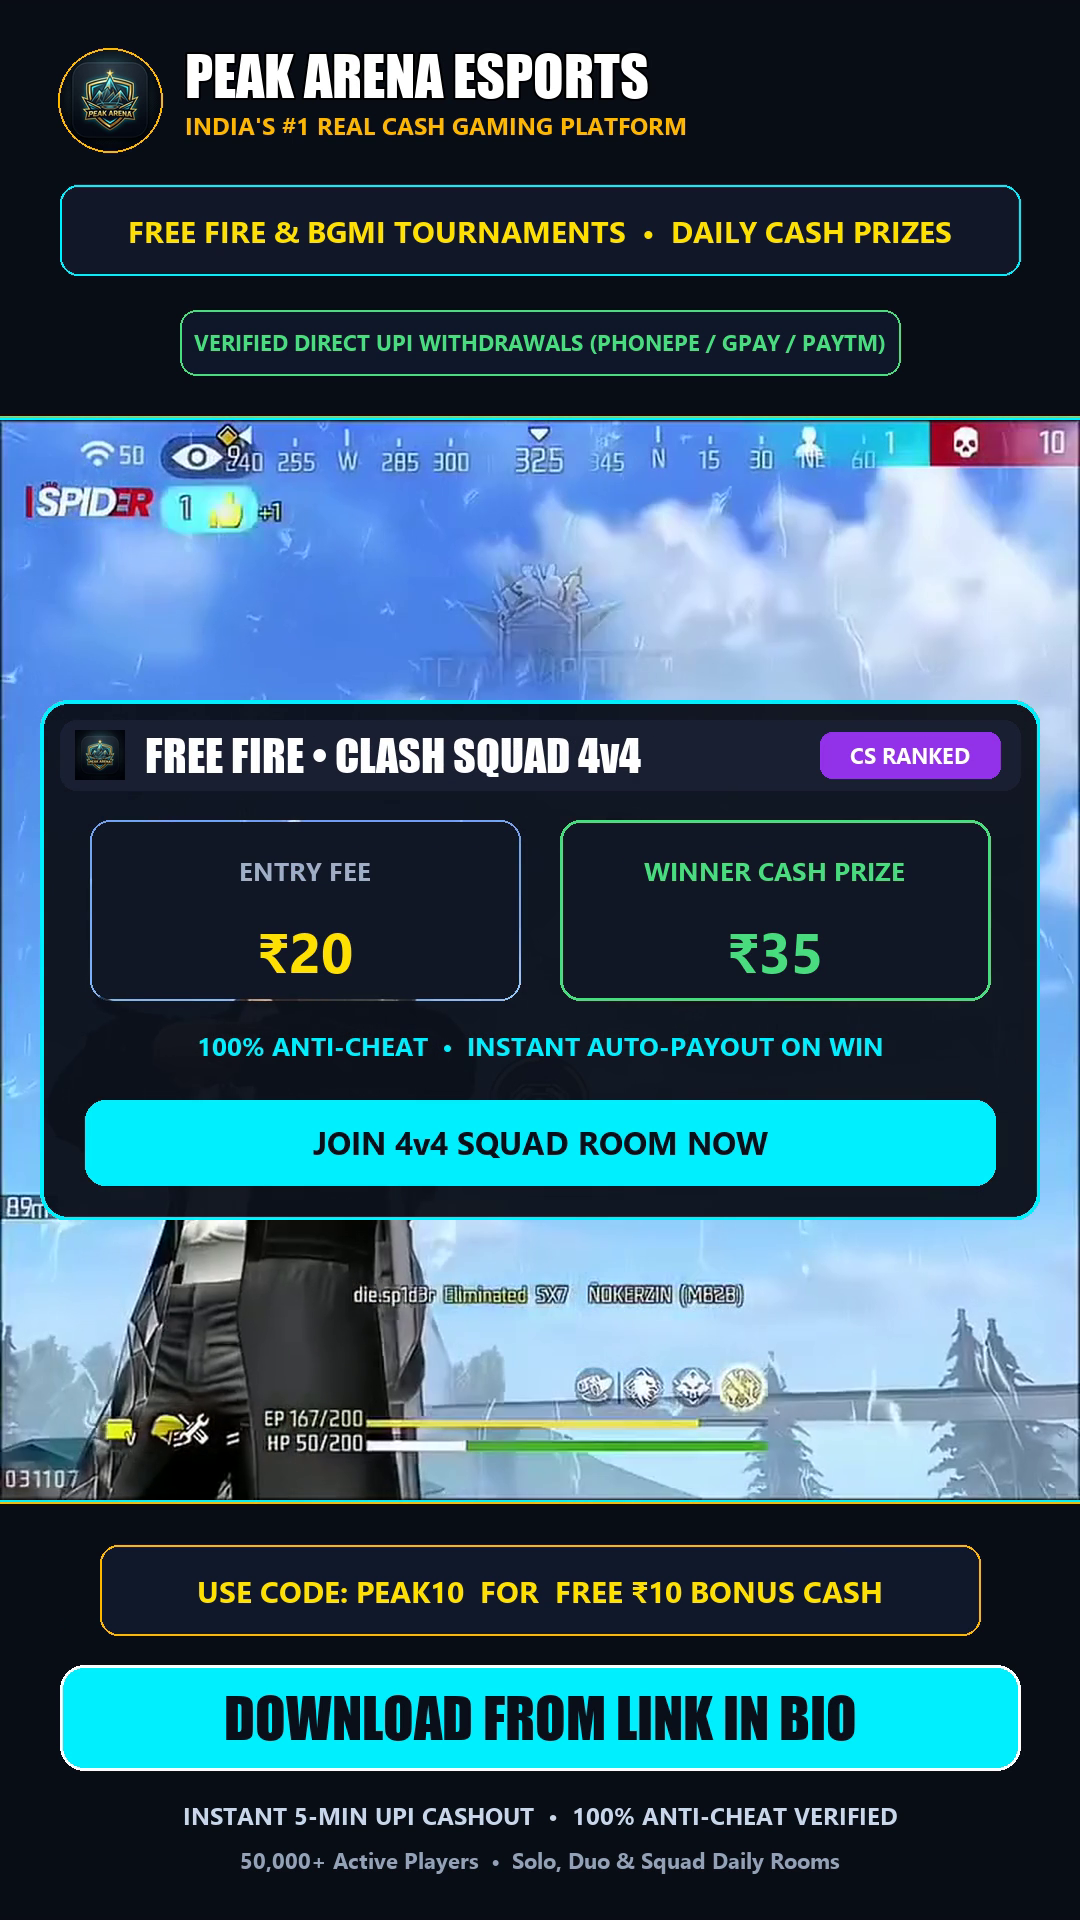 PEAK ARENA ESPORTS
INDIA'S #1 REAL CASH GAMING PLATFORM
PEAK ARENA
FREE FIRE & BGMI TOURNAMENTS • DAILY CASH PRIZES
VERIFIED DIRECT UPI WITHDRAWALS (PHONEPE / GPAY / PAYTM)
50 9 240 255 W 285 300 325 345 N 15 30 NE 60 1 10
SPIDER 1 +1
FREE FIRE • CLASH SQUAD 4v4
CS RANKED
ENTRY FEE
₹20
WINNER CASH PRIZE
₹35
100% ANTI-CHEAT • INSTANT AUTO-PAYOUT ON WIN
JOIN 4v4 SQUAD ROOM NOW
89m
die.sp1d3r Eliminated SX7 ÑOKERZIN (M82B)
EP 167/200
HP 50/200
031107
USE CODE: PEAK10 FOR FREE ₹10 BONUS CASH
DOWNLOAD FROM LINK IN BIO
INSTANT 5-MIN UPI CASHOUT • 100% ANTI-CHEAT VERIFIED
50,000+ Active Players • Solo, Duo & Squad Daily Rooms